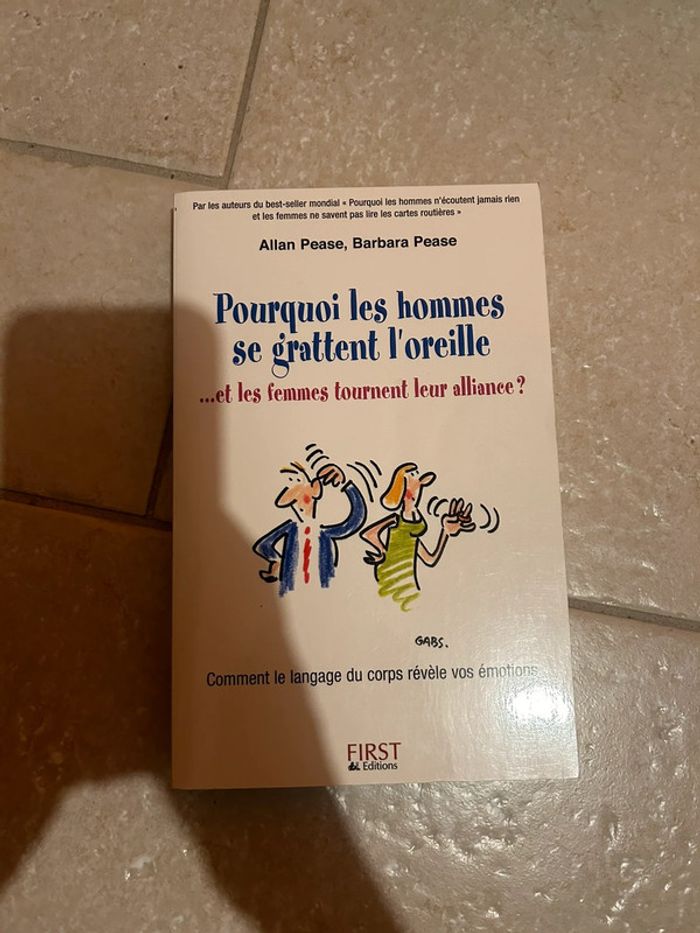 Par les auteurs du best-seller mondial « Pourquoi les hommes n'écoutent jamais rien
et les femmes ne savent pas lire les cartes routières »
Allan Pease, Barbara Pease
Pourquoi les hommes
se grattent l'oreille
...et les femmes tournent leur alliance ?
GABS.
Comment le langage du corps révèle vos émotions
FIRST
Editions